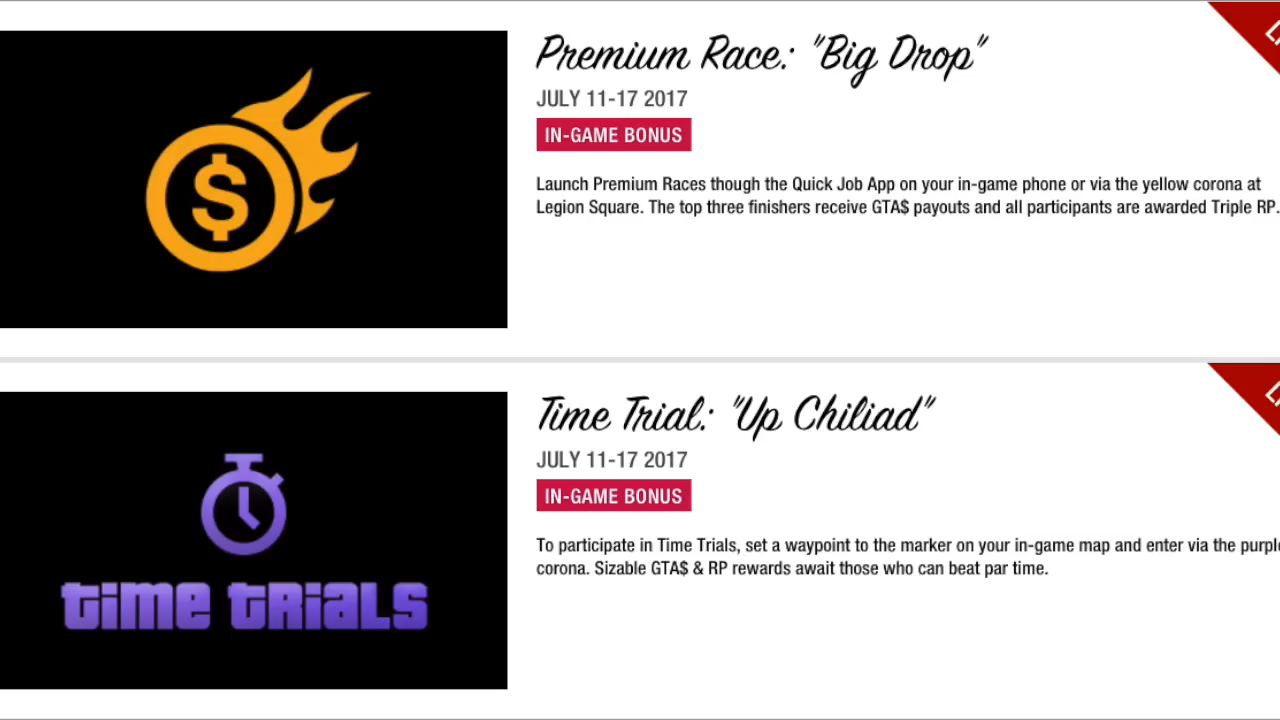 Premium Race: "Big Drop"
JULY 11-17 2017
IN-GAME BONUS
Launch Premium Races though the Quick Job App on your in-game phone or via the yellow corona at
Legion Square. The top three finishers receive GTA$ payouts and all participants are awarded Triple RP.
$
Time Trial: "Up Chiliad"
JULY 11-17 2017
IN-GAME BONUS
To participate in Time Trials, set a waypoint to the marker on your in-game map and enter via the purple
corona. Sizable GTA$ & RP rewards await those who can beat par time.
time trials